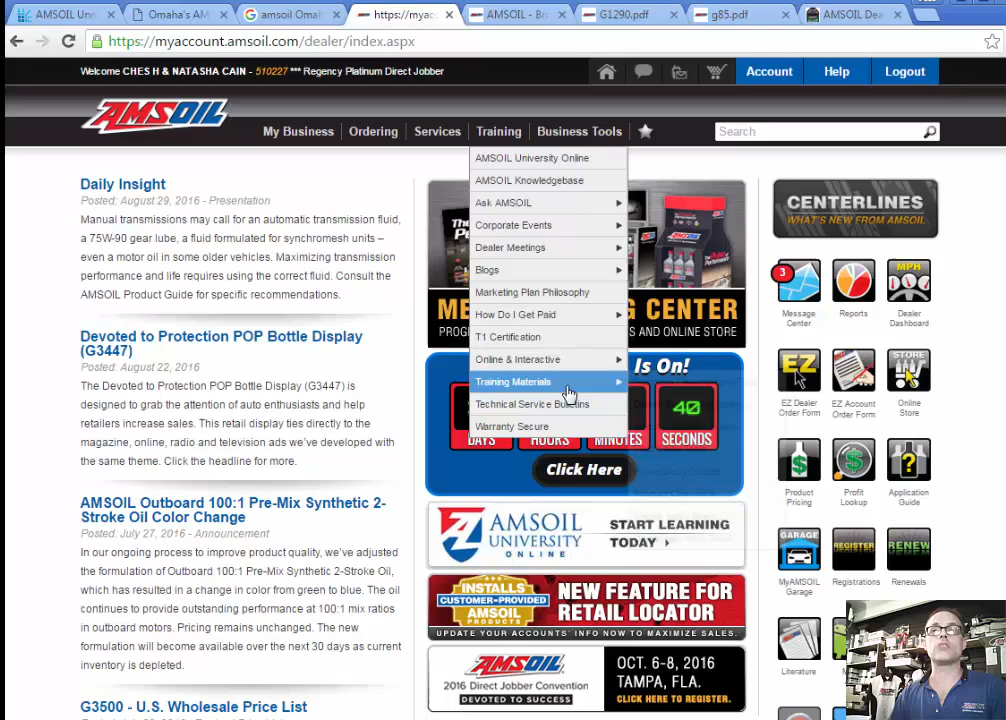 AMSOIL Uni
Omaha's AM
amsoil Omah
https://myac
AMSOIL - Br
G1290.pdf
g85.pdf
AMSOIL Dea
https://myaccount.amsoil.com/dealer/index.aspx
Welcome CHES H & NATASHA CAIN - 510227 *** Regency Platinum Direct Jobber
Account
Help
Logout
AMSOIL
My Business
Ordering
Services
Training
Business Tools
Search
AMSOIL University Online
AMSOIL Knowledgebase
Ask AMSOIL
Corporate Events
Dealer Meetings
Blogs
Marketing Plan Philosophy
How Do I Get Paid
T1 Certification
Online & Interactive
Training Materials
Technical Service Bulletins
Warranty Secure
Daily Insight
Posted: August 29, 2016 - Presentation
Manual transmissions may call for an automatic transmission fluid,
a 75W-90 gear lube, a fluid formulated for synchromesh units –
even a motor oil in some older vehicles. Maximizing transmission
performance and life requires using the correct fluid. Consult the
AMSOIL Product Guide for specific recommendations.
Devoted to Protection POP Bottle Display
(G3447)
Posted: August 22, 2016
The Devoted to Protection POP Bottle Display (G3447) is
designed to grab the attention of auto enthusiasts and help
retailers increase sales. This retail display ties directly to the
magazine, online, radio and television ads we've developed with
the same theme. Click the headline for more.
AMSOIL Outboard 100:1 Pre-Mix Synthetic 2-
Stroke Oil Color Change
Posted: July 27, 2016 - Announcement
In our ongoing process to improve product quality, we've adjusted
the formulation of Outboard 100:1 Pre-Mix Synthetic 2-Stroke Oil,
which has resulted in a change in color from green to blue. The oil
continues to provide outstanding performance at 100:1 mix ratios
in outboard motors. Pricing remains unchanged. The new
formulation will become available over the next 30 days as current
inventory is depleted.
G3500 - U.S. Wholesale Price List
G CENTER
S AND ONLINE STORE
Is On!
40
DAYS
HOURS
MINUTES
SECONDS
Click Here
AMSOIL
UNIVERSITY
ONLINE
START LEARNING
TODAY
INSTALLS
CUSTOMER-PROVIDED
AMSOIL
PRODUCTS
NEW FEATURE FOR
RETAIL LOCATOR
UPDATE YOUR ACCOUNTS' INFO NOW TO MAXIMIZE SALES.
AMSOIL
2016 DIRECT JOBBER CONVENTION
DEVOTED TO SUCCESS
OCT. 6-8, 2016
TAMPA, FLA.
CLICK HERE TO REGISTER.
CENTERLINES
WHAT'S NEW FROM AMSOIL
3
Message
Center
Reports
MPH
Dealer
Dashboard
EZ
EZ Dealer
Order Form
EZ Account
Order Form
STORE
Online
Store
Product
Pricing
Profit
Lookup
Application
Guide
GARAGE
MyAMSOIL
Garage
REGISTER
Registrations
RENEW
Renewals
Literature